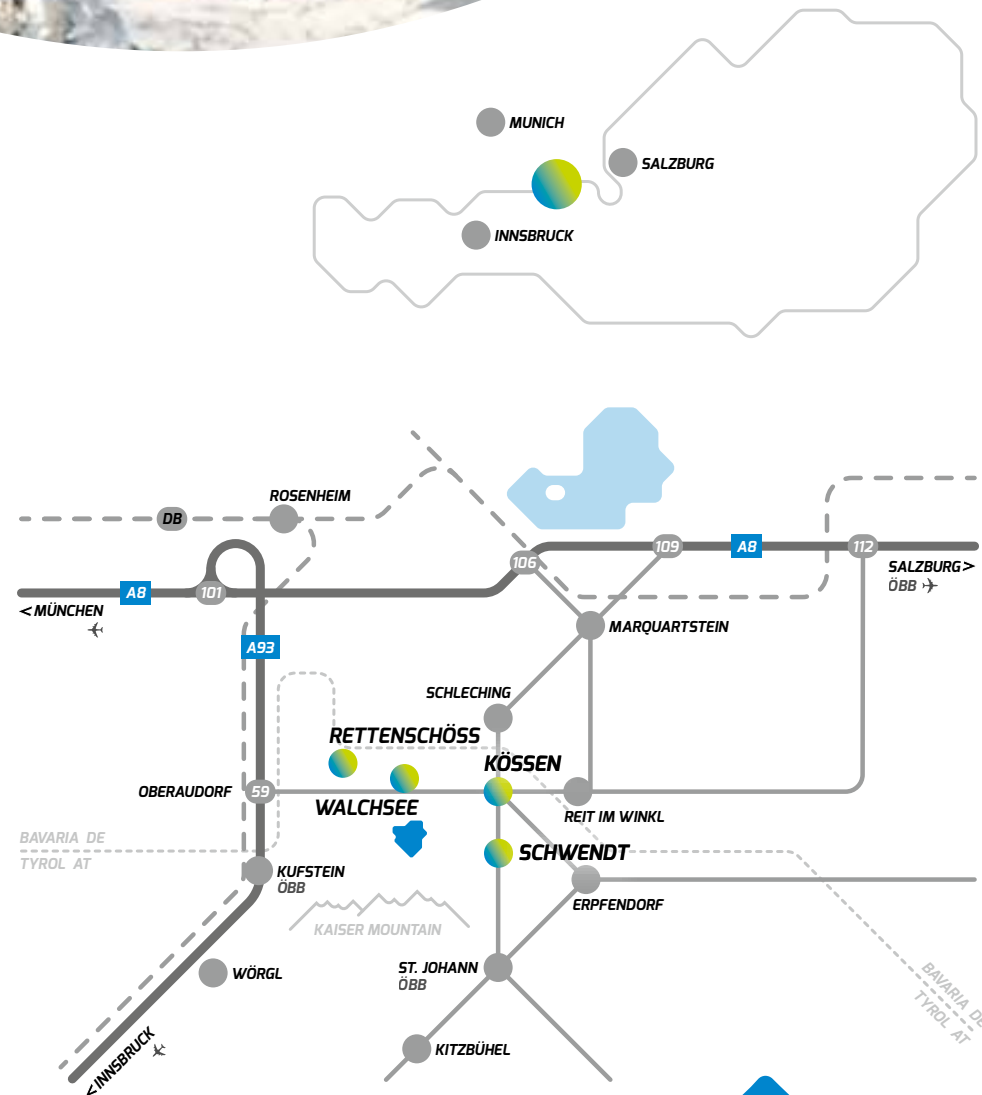 MUNICH
SALZBURG
INNSBRUCK
ROSENHEIM
DB
109
A8
112
106
SALZBURG >
ÖBB
A8
101
< MÜNCHEN
MARQUARTSTEIN
A93
SCHLECHING
RETTENSCHÖSS
KÖSSEN
OBERAUDORF
59
WALCHSEE
REIT IM WINKL
BAVARIA DE
TYROL AT
SCHWENDT
KUFSTEIN
ÖBB
ERPFENDORF
KAISER MOUNTAIN
ST. JOHANN
ÖBB
WÖRGL
BAVARIA DE
TYROL AT
KITZBÜHEL
< INNSBRUCK